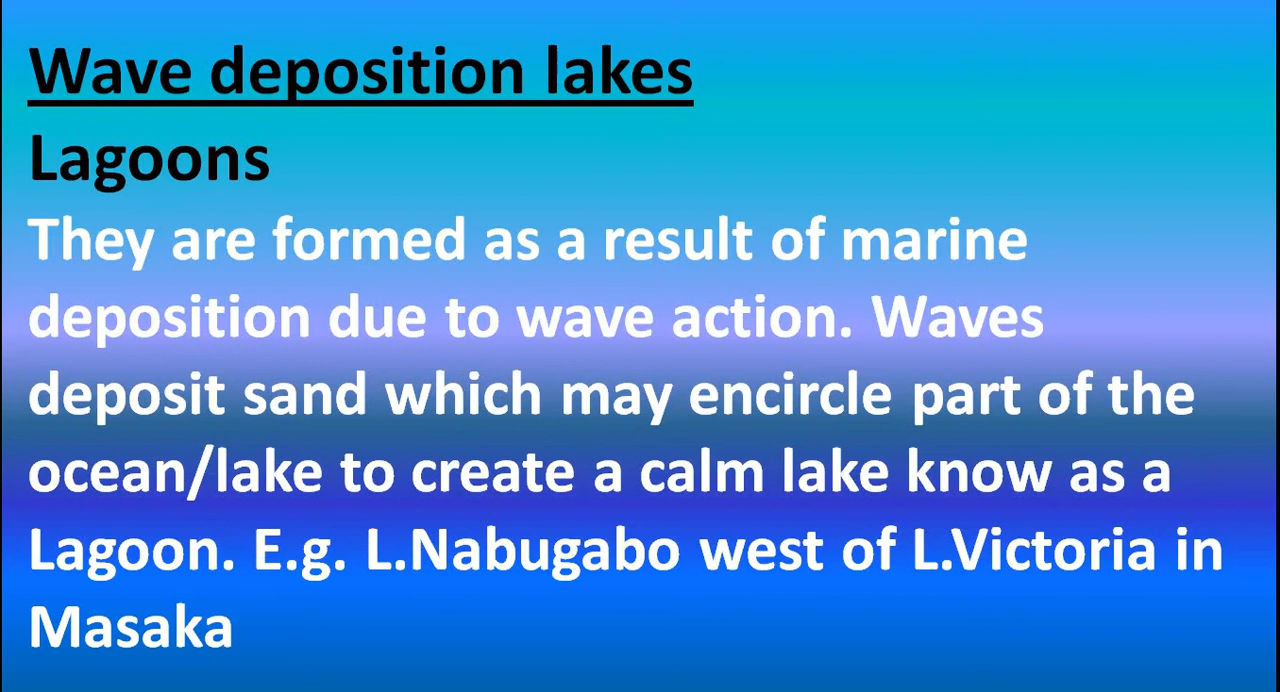 Wave deposition lakes
Lagoons
They are formed as a result of marine
deposition due to wave action. Waves
deposit sand which may encircle part of the
ocean/lake to create a calm lake know as a
Lagoon. E.g. L.Nabugabo west of L.Victoria in
Masaka